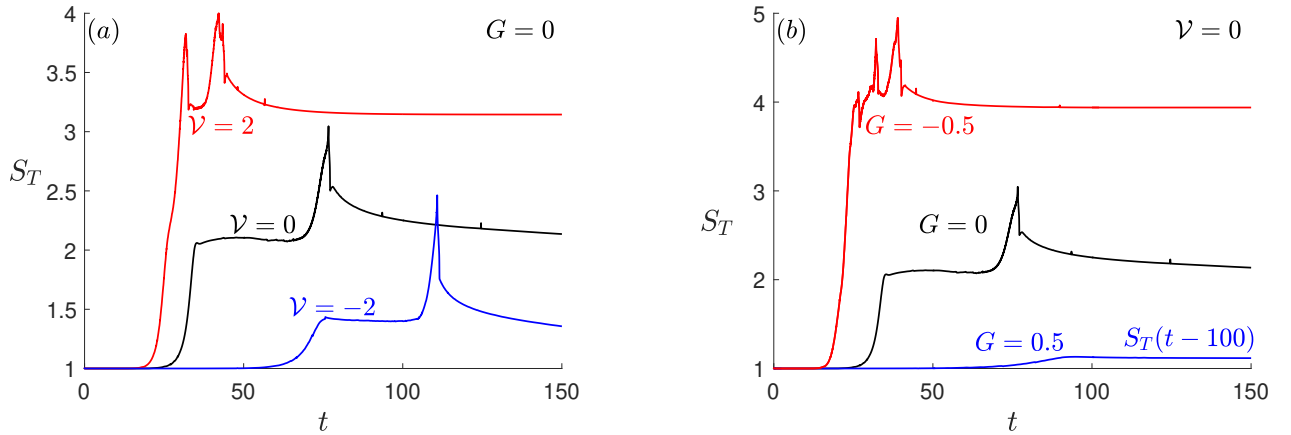 (a)
G = 0
4
3.5
3
2.5
2
1.5
1
S_T
𝒱 = 2
𝒱 = 0
𝒱 = −2
0
50
100
150
t
(b)
𝒱 = 0
5
4
3
2
1
S_T
G = −0.5
G = 0
G = 0.5
S_T(t − 100)
0
50
100
150
t